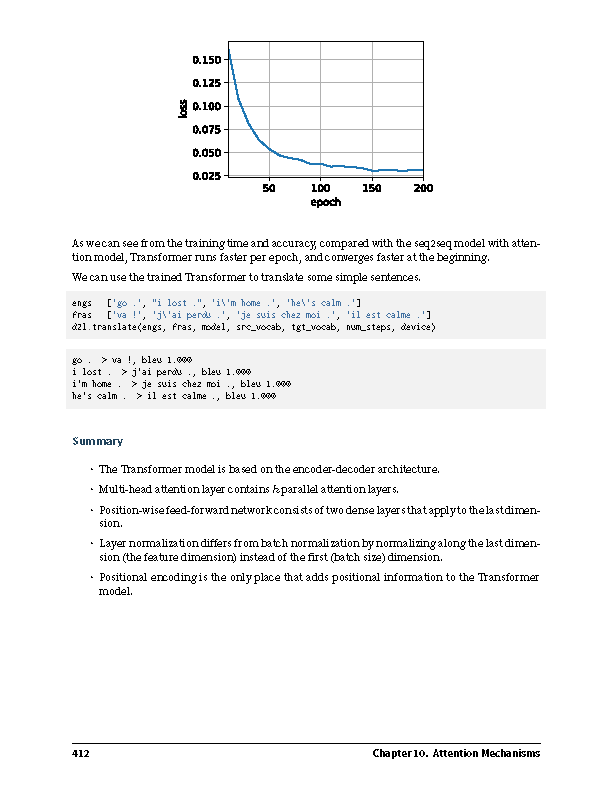 0.150
0.125
0.100
0.075
0.050
0.025
loss
50 100 150 200
epoch
As we can see from the training time and accuracy, compared with the seq2seq model with atten-
tion model, Transformer runs faster per epoch, and converges faster at the beginning.
We can use the trained Transformer to translate some simple sentences.
engs ['go .', "i lost .", 'i\'m home .', 'he\'s calm .']
fras ['va !', 'j\'ai perdu .', 'je suis chez moi .', 'il est calme .']
d2l.translate(engs, fras, model, src_vocab, tgt_vocab, num_steps, device)
go . > va !, bleu 1.000
i lost . > j'ai perdu ., bleu 1.000
i'm home . > je suis chez moi ., bleu 1.000
he's calm . > il est calme ., bleu 1.000
Summary
• The Transformer model is based on the encoder-decoder architecture.
• Multi-head attention layer contains h parallel attention layers.
• Position-wise feed-forward network consists of two dense layers that apply to the last dimen-
sion.
• Layer normalization differs from batch normalization by normalizing along the last dimen-
sion (the feature dimension) instead of the first (batch size) dimension.
• Positional encoding is the only place that adds positional information to the Transformer
model.
412 Chapter 10. Attention Mechanisms